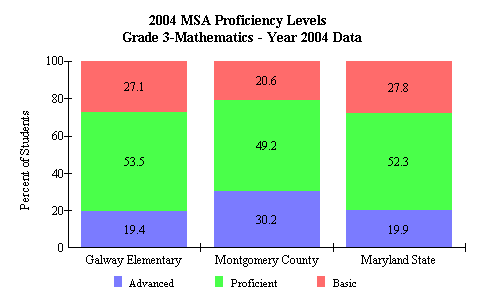 2004 MSA Proficiency Levels
Grade 3-Mathematics - Year 2004 Data
Percent of Students
100
80
60
40
20
0
27.1
20.6
27.8
53.5
49.2
52.3
19.4
30.2
19.9
Galway Elementary
Montgomery County
Maryland State
Advanced
Proficient
Basic